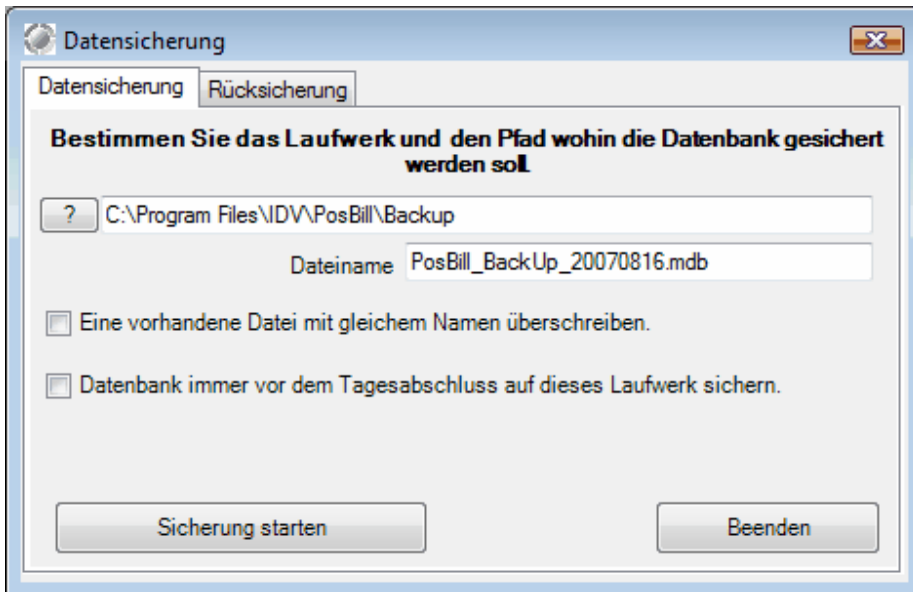 Datensicherung
Datensicherung
Rücksicherung
Bestimmen Sie das Laufwerk und den Pfad wohin die Datenbank gesichert
werden soll.
?
C:\Program Files\IDV\PosBill\Backup
Dateiname
PosBill_BackUp_20070816.mdb
Eine vorhandene Datei mit gleichem Namen überschreiben.
Datenbank immer vor dem Tagesabschluss auf dieses Laufwerk sichern.
Sicherung starten
Beenden